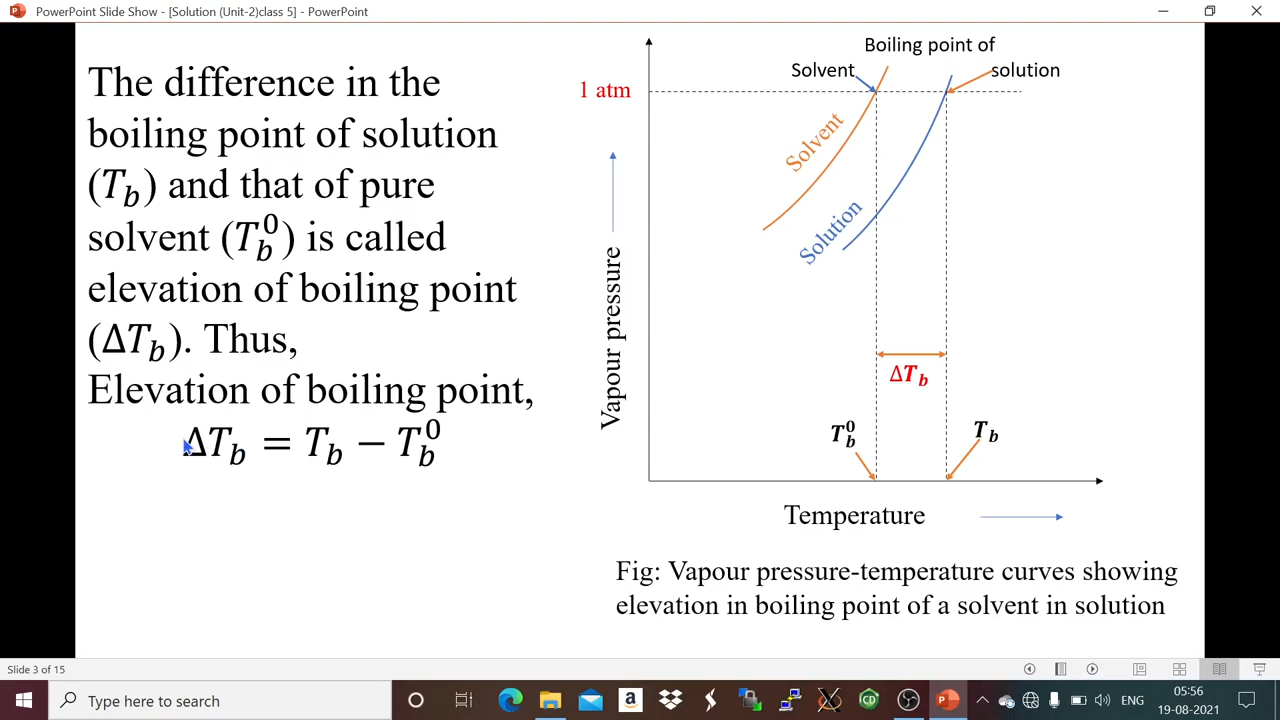 PowerPoint Slide Show - [Solution (Unit-2)class 5] - PowerPoint
The difference in the
boiling point of solution
(T_b) and that of pure
solvent (T_b^0) is called
elevation of boiling point
(ΔT_b). Thus,
Elevation of boiling point,
ΔT_b = T_b − T_b^0
Boiling point of
Solvent
solution
1 atm
Solvent
Solution
Vapour pressure
ΔT_b
T_b^0
T_b
Temperature
Fig: Vapour pressure-temperature curves showing
elevation in boiling point of a solvent in solution
Slide 3 of 15
Type here to search
ENG
05:56
19-08-2021